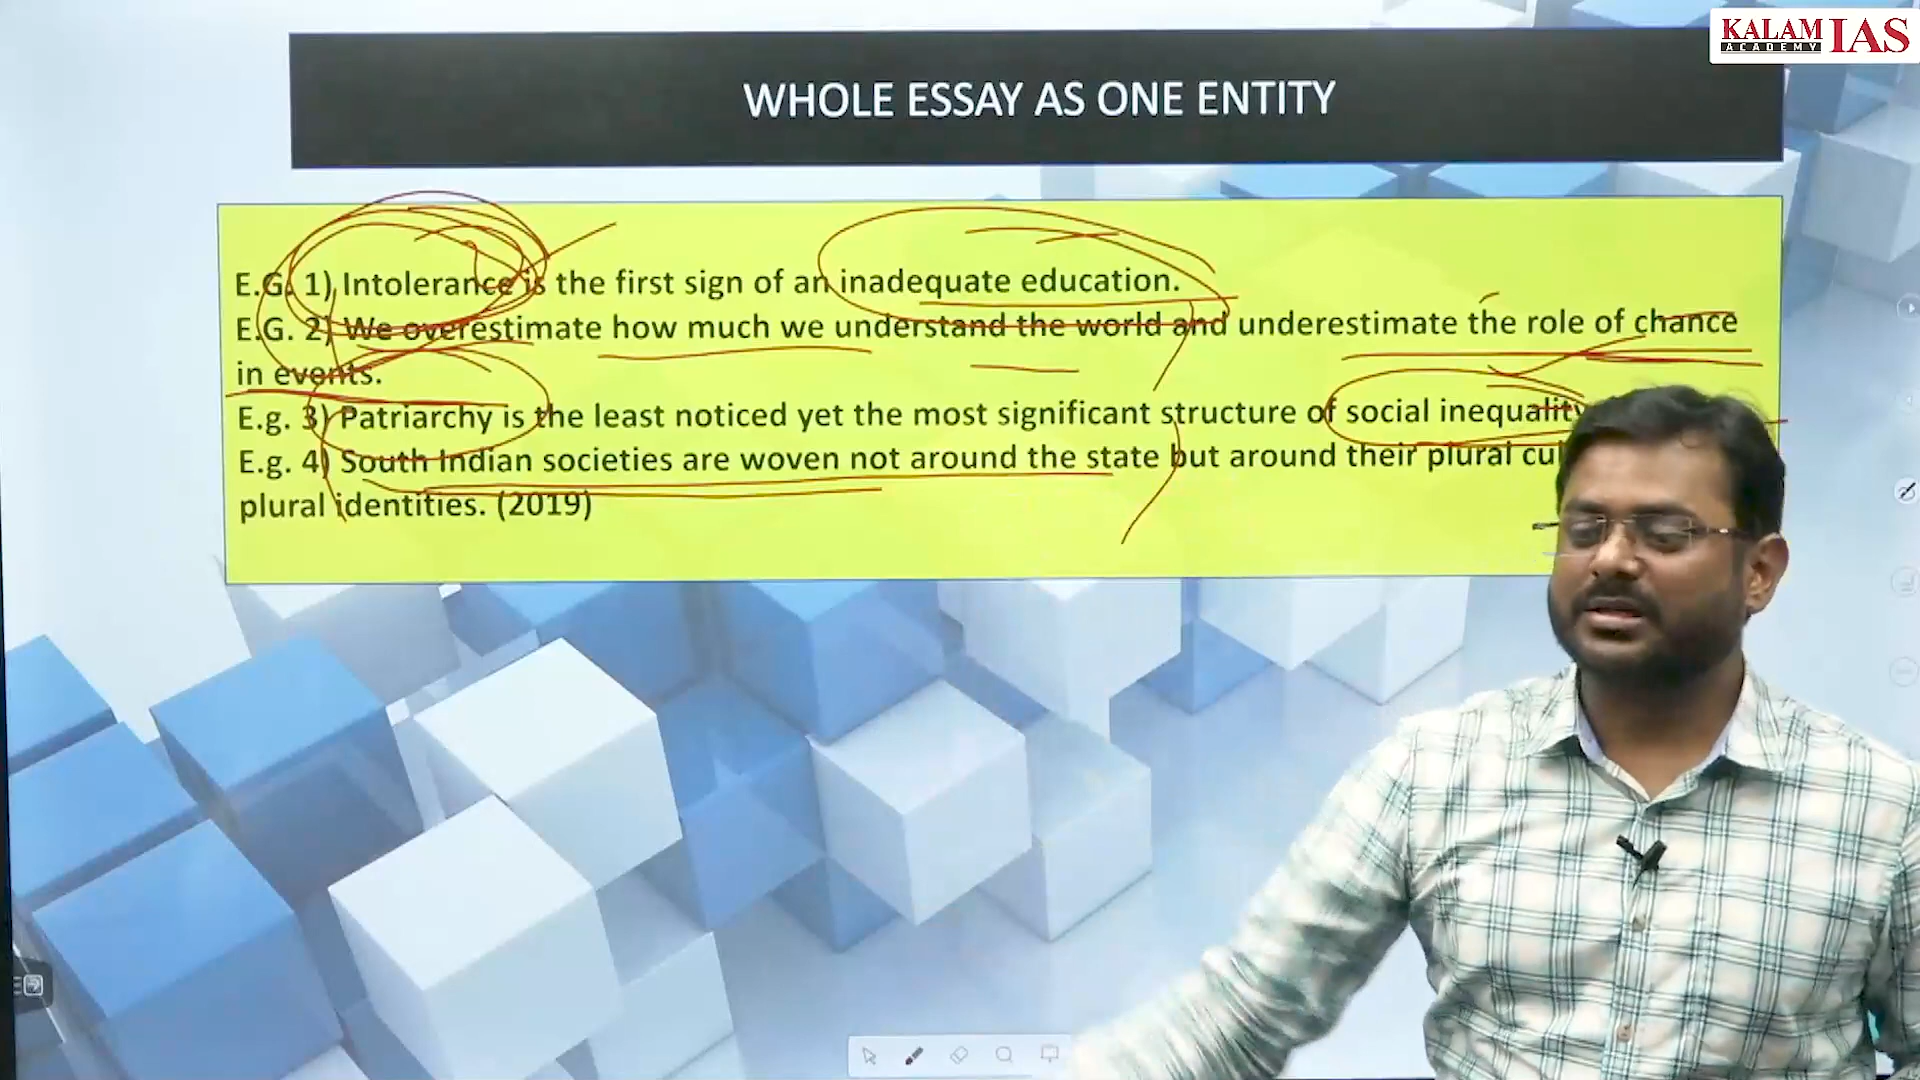 KALAM IAS
ACADEMY
WHOLE ESSAY AS ONE ENTITY
E.G. 1) Intolerance is the first sign of an inadequate education.
E.G. 2) We overestimate how much we understand the world and underestimate the role of chance
in events.
E.g. 3) Patriarchy is the least noticed yet the most significant structure of social inequality
E.g. 4) South Indian societies are woven not around the state but around their plural
plural identities. (2019)